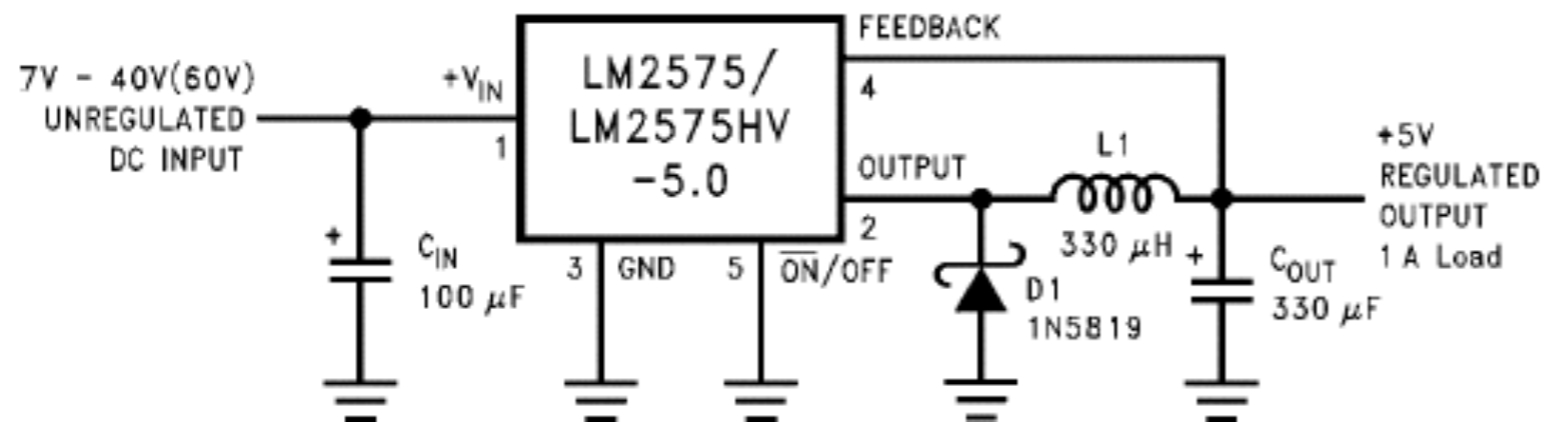 7V - 40V(60V)
UNREGULATED
DC INPUT
+VIN
1
LM2575/
LM2575HV
-5.0
FEEDBACK
4
OUTPUT
2
L1
330 μH
+5V
REGULATED
OUTPUT
1 A Load
+
CIN
100 μF
3
GND
5
O̅N̅/OFF
D1
1N5819
+
COUT
330 μF